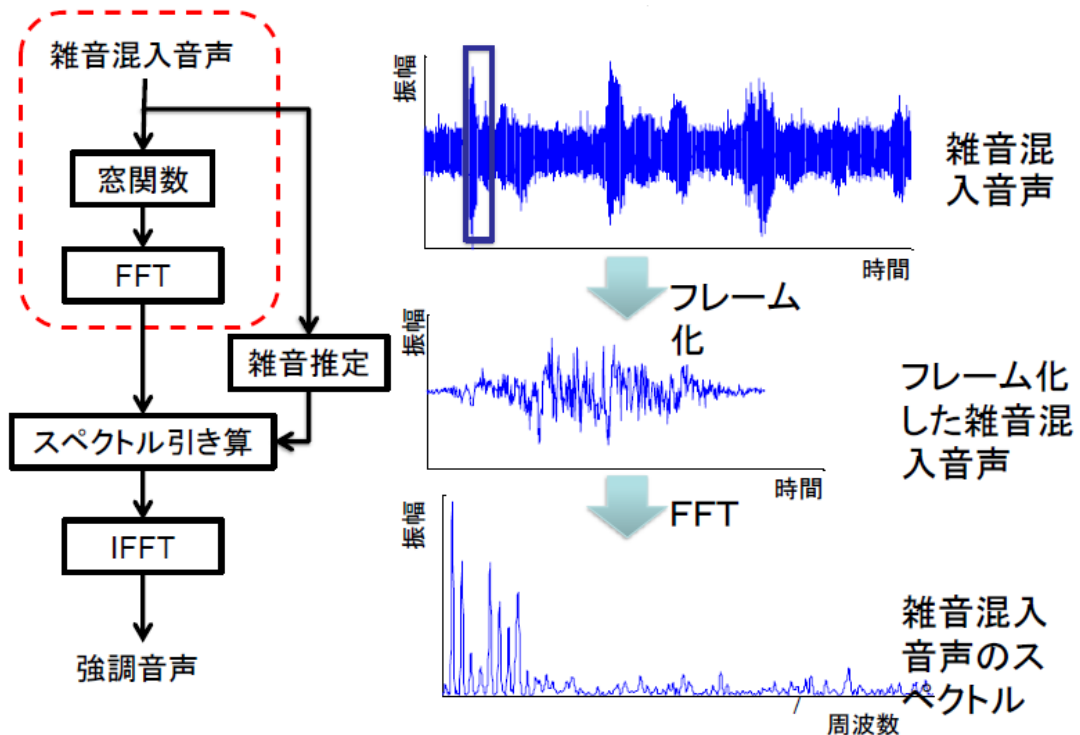 雑音混入音声
窓関数
FFT
雑音推定
スペクトル引き算
IFFT
強調音声
振幅
時間
雑音混
入音声
フレーム
化
振幅
時間
フレーム化
した雑音混
入音声
FFT
振幅
周波数
雑音混入
音声のス
ペクトル